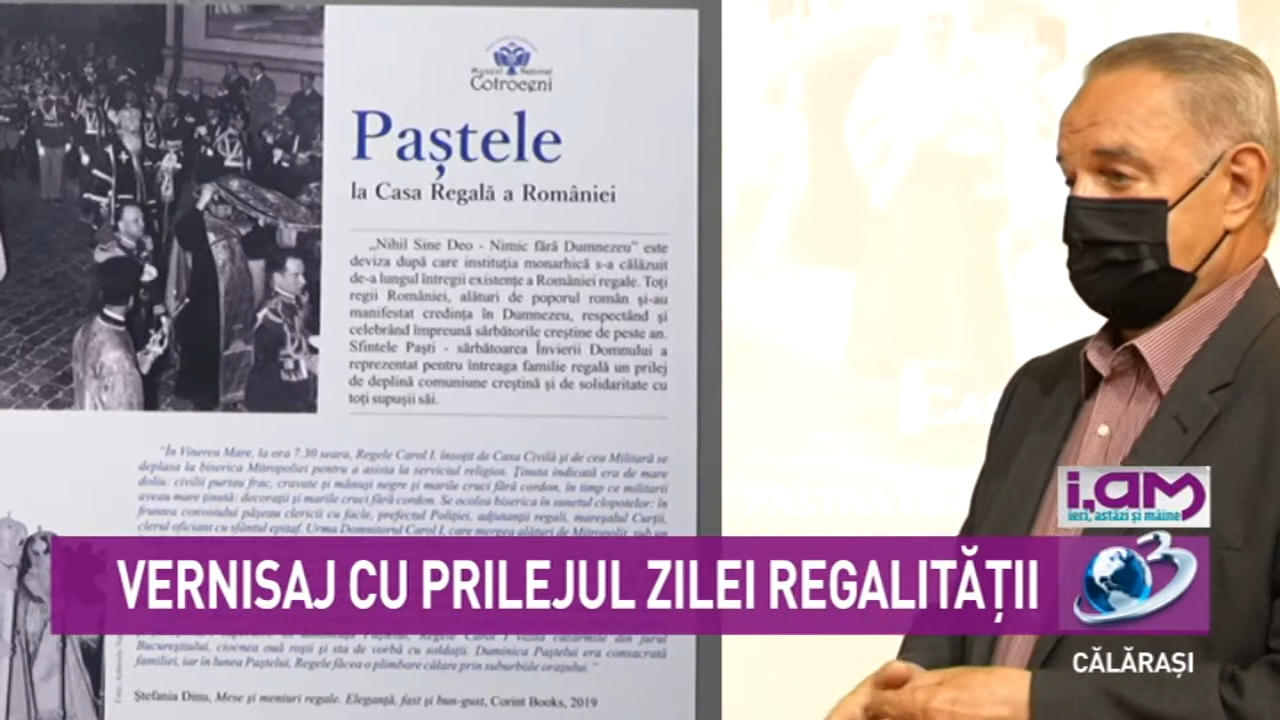 Muzeul Național
Cotroceni
Paștele
la Casa Regală a României
„Nihil Sine Deo - Nimic fără Dumnezeu” este
deviza după care instituția monarhică s-a călăuzit
de-a lungul întregii existențe a României regale. Toți
regii României, alături de poporul român și-au
manifestat credința în Dumnezeu, respectând și
celebrând împreună sărbătorile creștine de peste an.
Sfintele Paști - sărbătoarea Învierii Domnului a
reprezentat pentru întreaga familie regală un prilej
de deplină comuniune creștină și de solidaritate cu
toți supușii săi.
"În Vinerea Mare, la ora 7.30 seara, Regele Carol I, însoțit de Casa Civilă și de cea Militară se
deplasa la biserica Mitropoliei pentru a asista la serviciul religios. Ținuta indicată era de mare
doliu: civilii purtau frac, cravate și mănuși negre și marile cruci fără cordon, în timp ce militarii
aveau mare ținută: decorații și marile cruci fără cordon. Se ocolea biserica în sunetul clopotelor: în
fruntea convoiului pășeau clericii cu facle, prefectul Poliției, adjunanții regali, mareșalul Curții,
clerul oficiant cu sfântul epitaf. Urma Domnitorul Carol I, care mergea alături de Mitropolit, sub un
i,am
ieri, astăzi și mâine
VERNISAJ CU PRILEJUL ZILEI REGALITĂȚII
3
CĂLĂRAȘI
Regele Carol I vizita cazărmile din jurul
Bucureștiului, ciocnea ouă roșii și sta de vorbă cu soldații. Duminica Paștelui era consacrată
familiei, iar în lunea Paștelui, Regele făcea o plimbare călare prin suburbiile orașului."
Ștefania Dinu, Mese și meniuri regale. Eleganță, fast și bun-gust, Corint Books, 2019